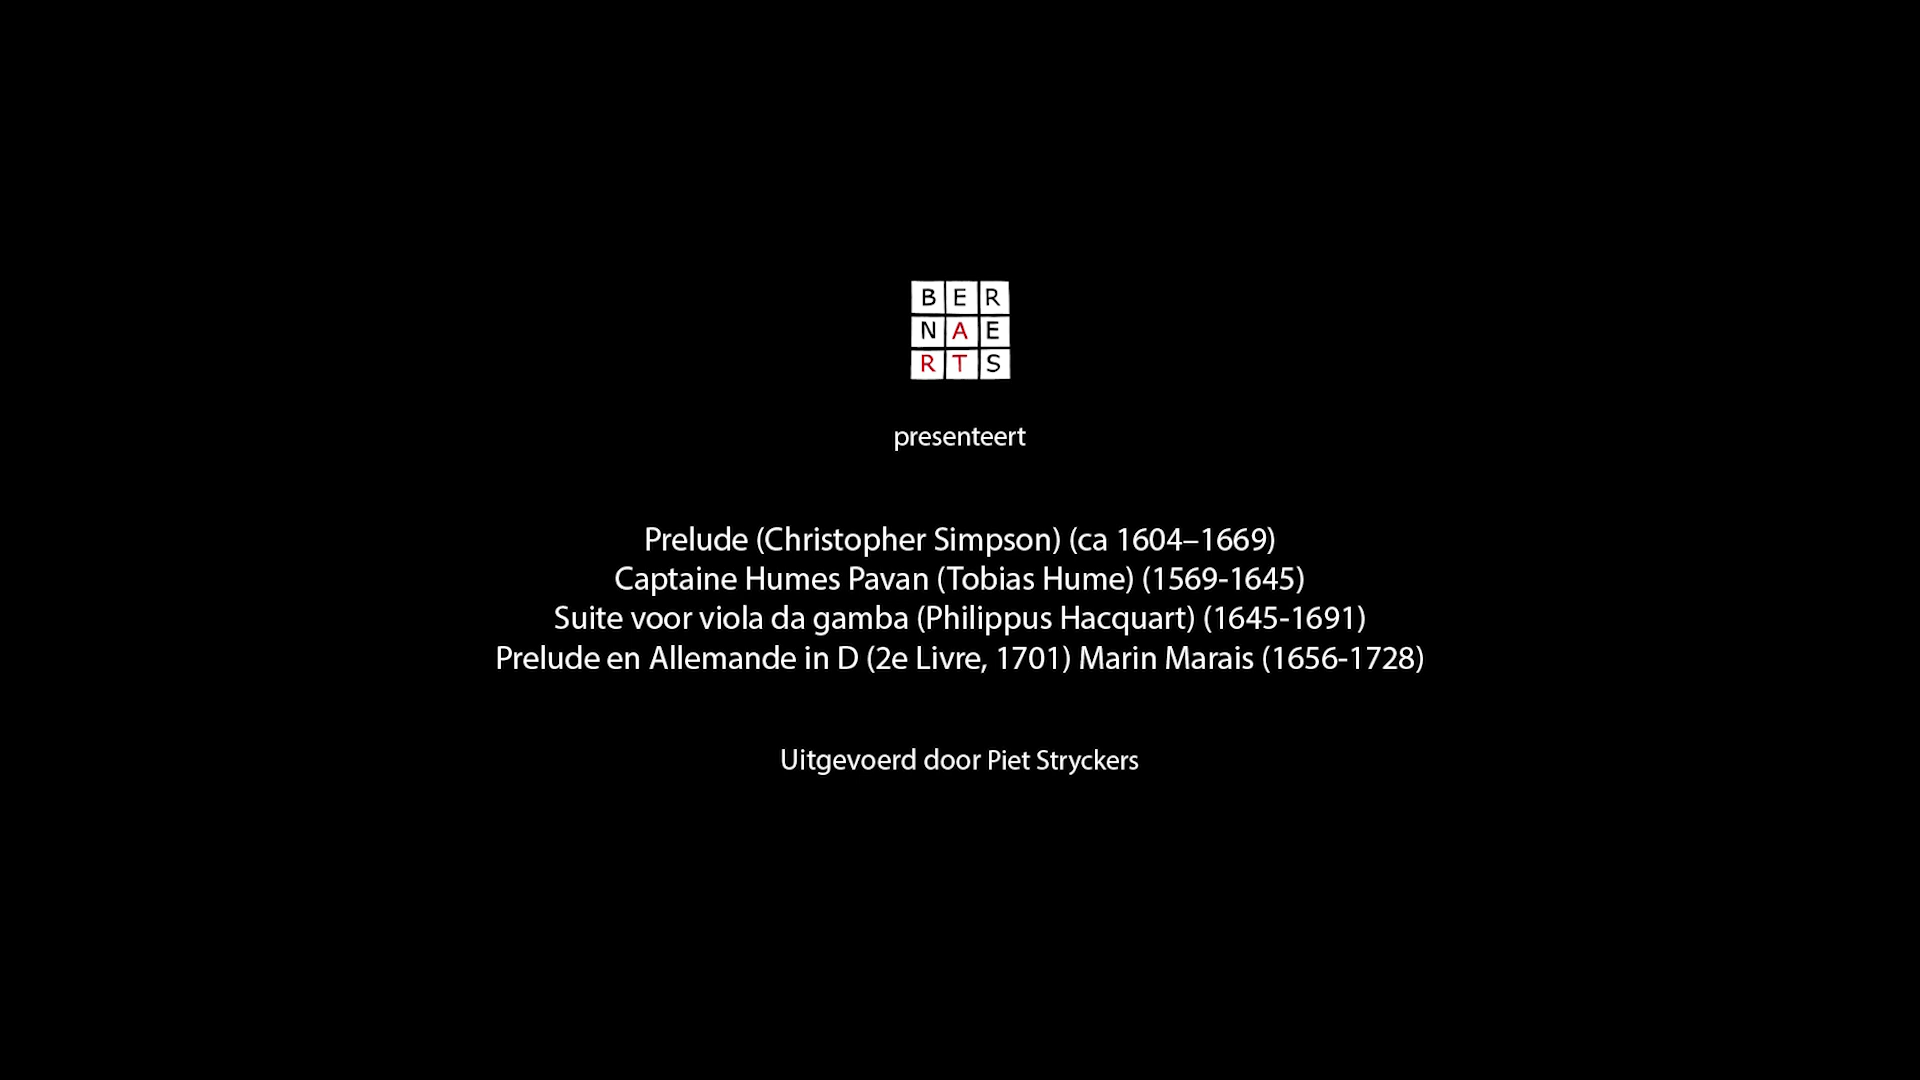 BER
NAE
RTS
presenteert
Prelude (Christopher Simpson) (ca 1604–1669)
Captaine Humes Pavan (Tobias Hume) (1569-1645)
Suite voor viola da gamba (Philippus Hacquart) (1645-1691)
Prelude en Allemande in D (2e Livre, 1701) Marin Marais (1656-1728)
Uitgevoerd door Piet Stryckers